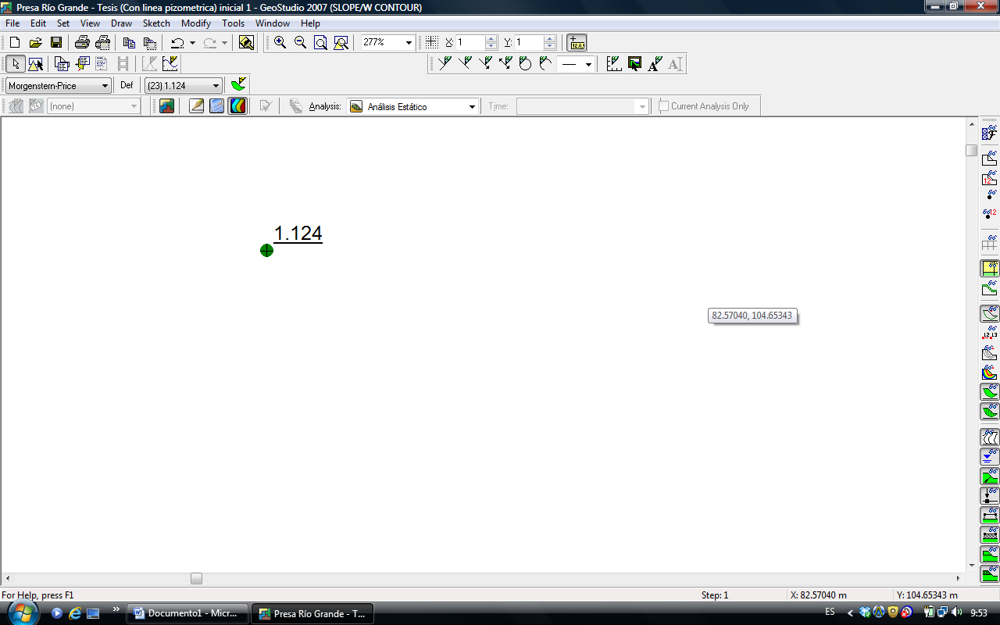 Presa Río Grande - Tesis (Con linea pizometrica) inicial 1 - GeoStudio 2007 (SLOPE/W CONTOUR)
File Edit Set View Draw Sketch Modify Tools Window Help
277% X: 1 Y: 1
Morgenstern-Price Def (23) 1.124
(none) Analysis: Análisis Estático Time: Current Analysis Only
1.124
82.57040, 104.65343
For Help, press F1 Step: 1 X: 82.57040 m Y: 104.65343 m
Documento1 - Micr... Presa Río Grande - T... ES 9:53